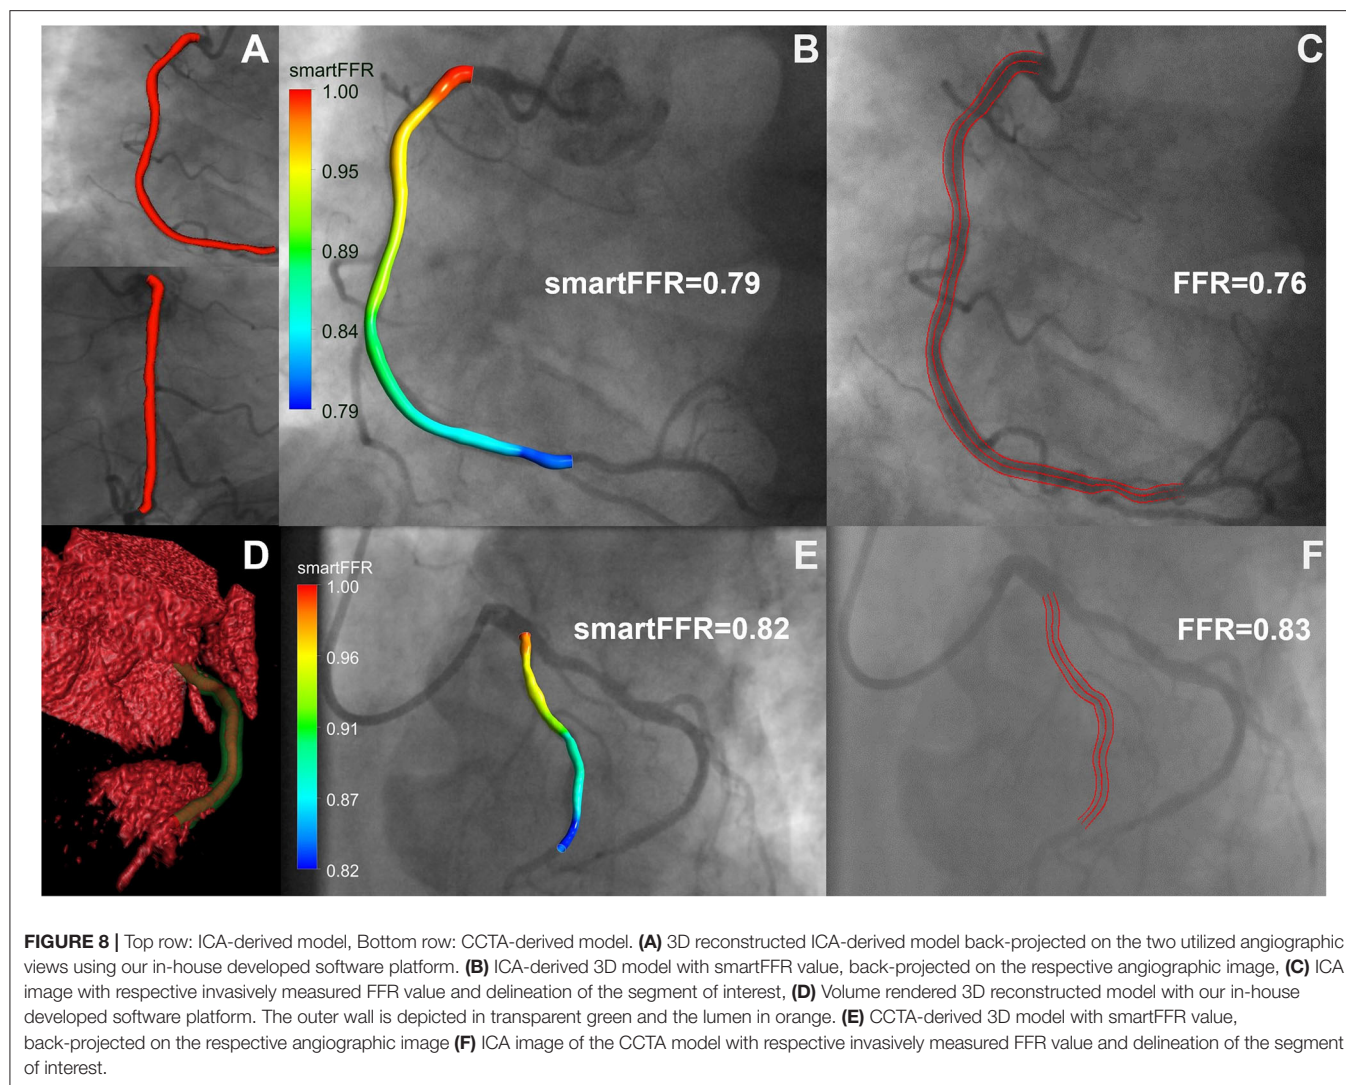 A
B
C
smartFFR
1.00
0.95
0.89
0.84
0.79
smartFFR=0.79
FFR=0.76
D
E
F
smartFFR
1.00
0.96
0.91
0.87
0.82
smartFFR=0.82
FFR=0.83
FIGURE 8 | Top row: ICA-derived model, Bottom row: CCTA-derived model. (A) 3D reconstructed ICA-derived model back-projected on the two utilized angiographic
views using our in-house developed software platform. (B) ICA-derived 3D model with smartFFR value, back-projected on the respective angiographic image, (C) ICA
image with respective invasively measured FFR value and delineation of the segment of interest, (D) Volume rendered 3D reconstructed model with our in-house
developed software platform. The outer wall is depicted in transparent green and the lumen in orange. (E) CCTA-derived 3D model with smartFFR value,
back-projected on the respective angiographic image (F) ICA image of the CCTA model with respective invasively measured FFR value and delineation of the segment
of interest.